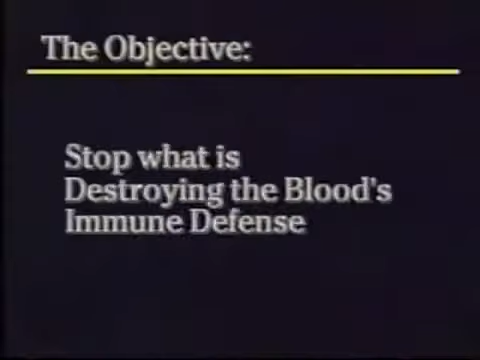 The Objective:
Stop what is
Destroying the Blood's
Immune Defense